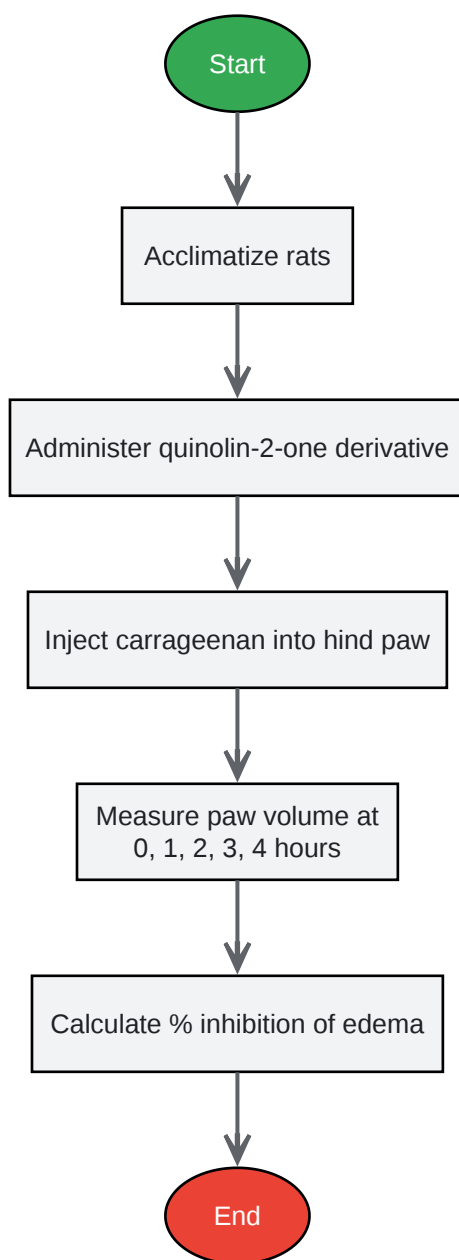 Start
Acclimatize rats
Administer quinolin-2-one derivative
Inject carrageenan into hind paw
Measure paw volume at
0, 1, 2, 3, 4 hours
Calculate % inhibition of edema
End